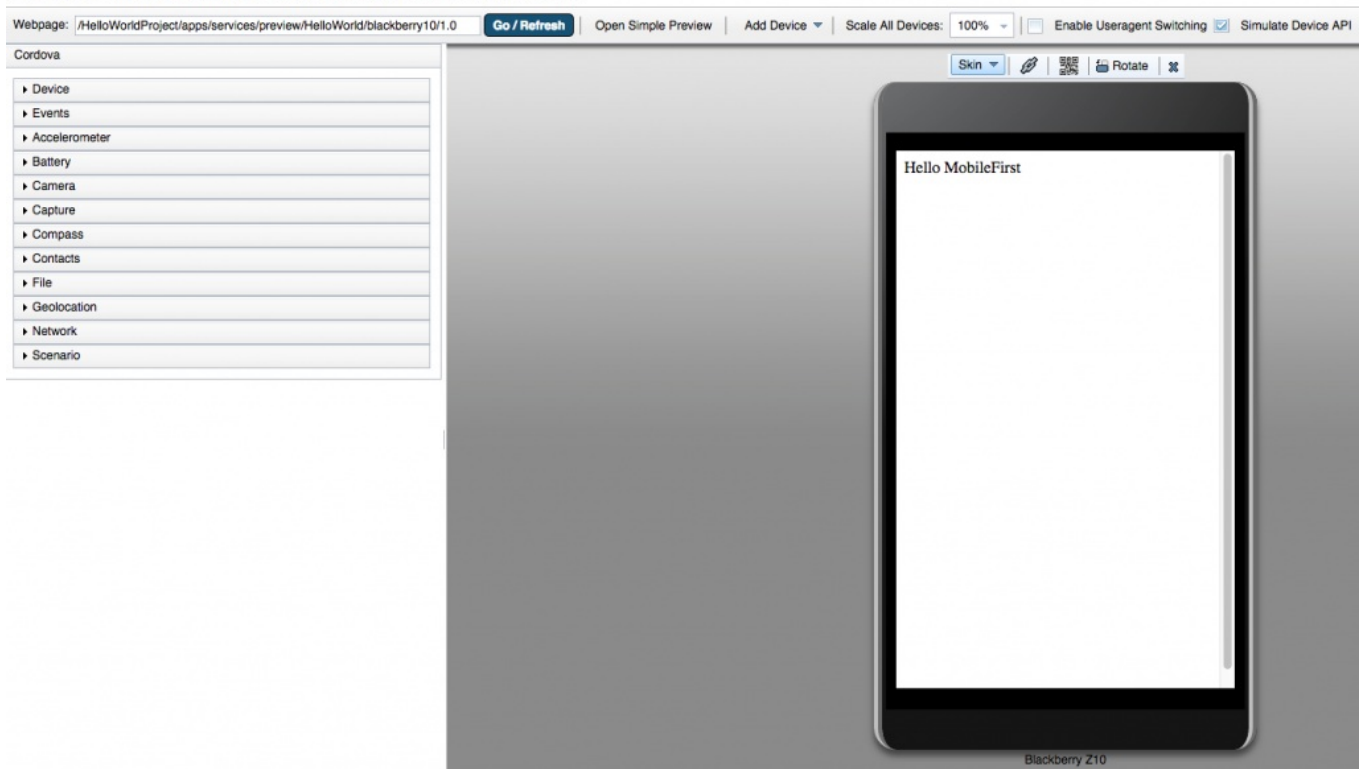 Webpage: /HelloWorldProject/apps/services/preview/HelloWorld/blackberry10/1.0 Go / Refresh Open Simple Preview Add Device Scale All Devices: 100% Enable Useragent Switching Simulate Device API
Cordova
Device
Events
Accelerometer
Battery
Camera
Capture
Compass
Contacts
File
Geolocation
Network
Scenario
Skin Rotate
Hello MobileFirst
Blackberry Z10